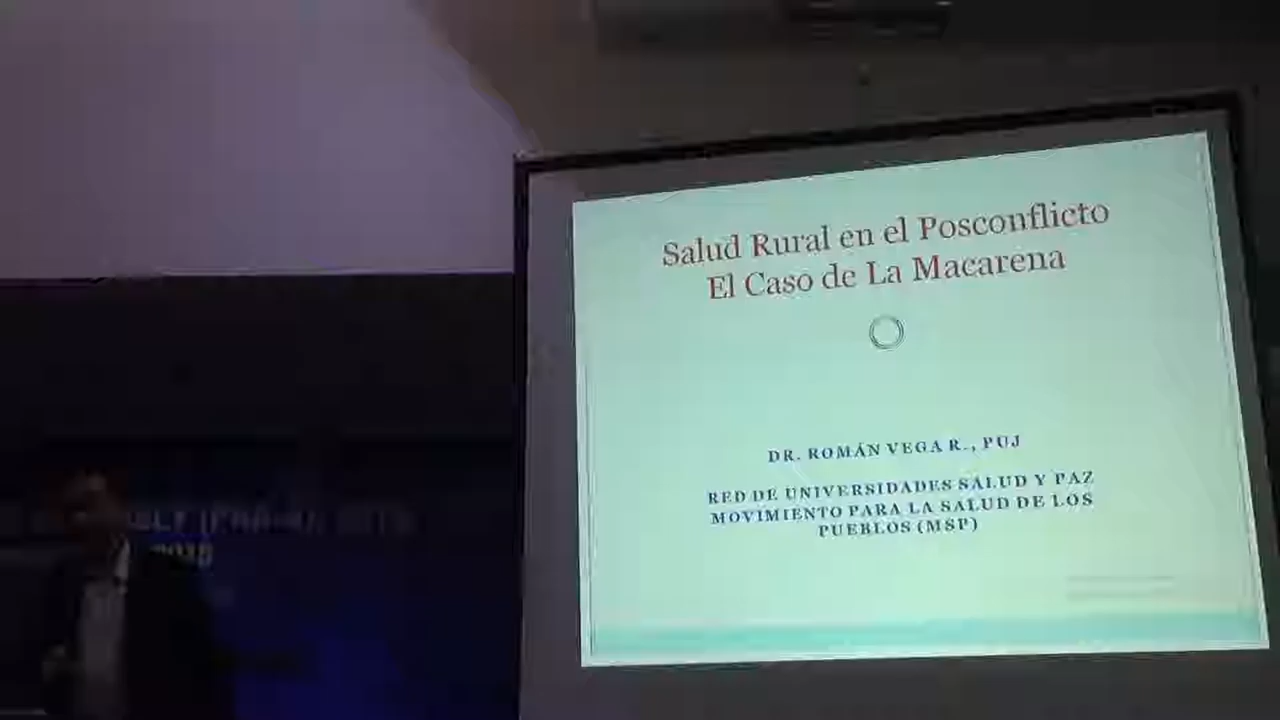 Salud Rural en el Posconflicto
El Caso de La Macarena
DR. ROMÁN VEGA R., PUJ
RED DE UNIVERSIDADES SALUD Y PAZ
MOVIMIENTO PARA LA SALUD DE LOS
PUEBLOS (MSP)